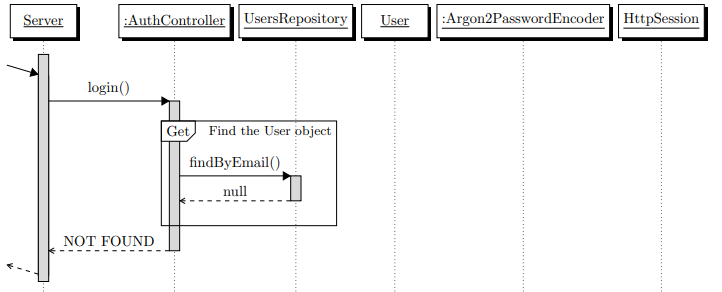 Server
:AuthController
UsersRepository
User
:Argon2PasswordEncoder
HttpSession
login()
Get
Find the User object
findByEmail()
null
NOT FOUND